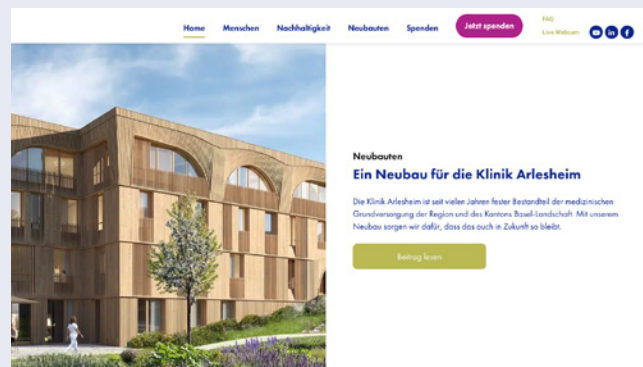 Home Menschen Nachhaltigkeit Neubauten Spenden Jetzt spenden
FAQ
Live Webcam
Neubauten
Ein Neubau für die Klinik Arlesheim
Die Klinik Arlesheim ist seit vielen Jahren fester Bestandteil der medizinischen
Grundversorgung der Region und des Kantons Basel-Landschaft. Mit unserem
Neubau sorgen wir dafür, dass das auch in Zukunft so bleibt.
Beitrag lesen